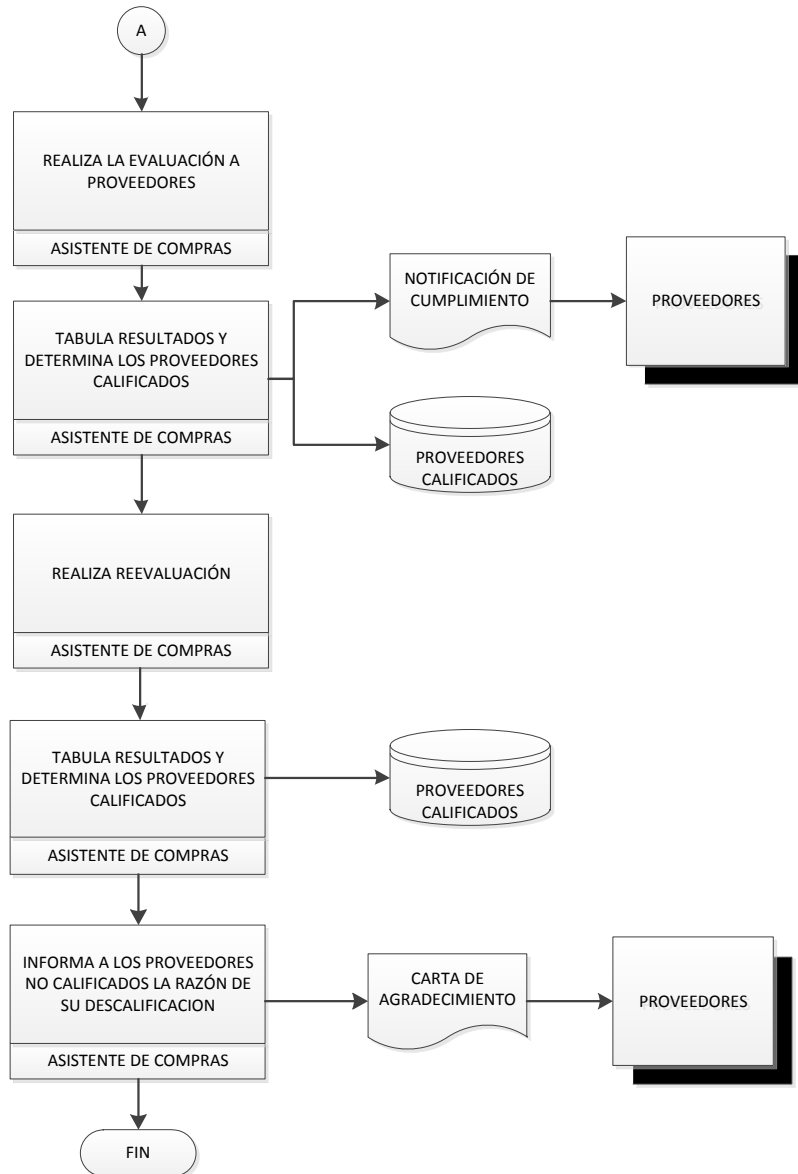 A
REALIZA LA EVALUACIÓN A
PROVEEDORES
ASISTENTE DE COMPRAS
NOTIFICACIÓN DE
CUMPLIMIENTO
PROVEEDORES
TABULA RESULTADOS Y
DETERMINA LOS PROVEEDORES
CALIFICADOS
ASISTENTE DE COMPRAS
PROVEEDORES
CALIFICADOS
REALIZA REEVALUACIÓN
ASISTENTE DE COMPRAS
TABULA RESULTADOS Y
DETERMINA LOS PROVEEDORES
CALIFICADOS
ASISTENTE DE COMPRAS
PROVEEDORES
CALIFICADOS
INFORMA A LOS PROVEEDORES
NO CALIFICADOS LA RAZÓN DE
SU DESCALIFICACION
ASISTENTE DE COMPRAS
CARTA DE
AGRADECIMIENTO
PROVEEDORES
FIN